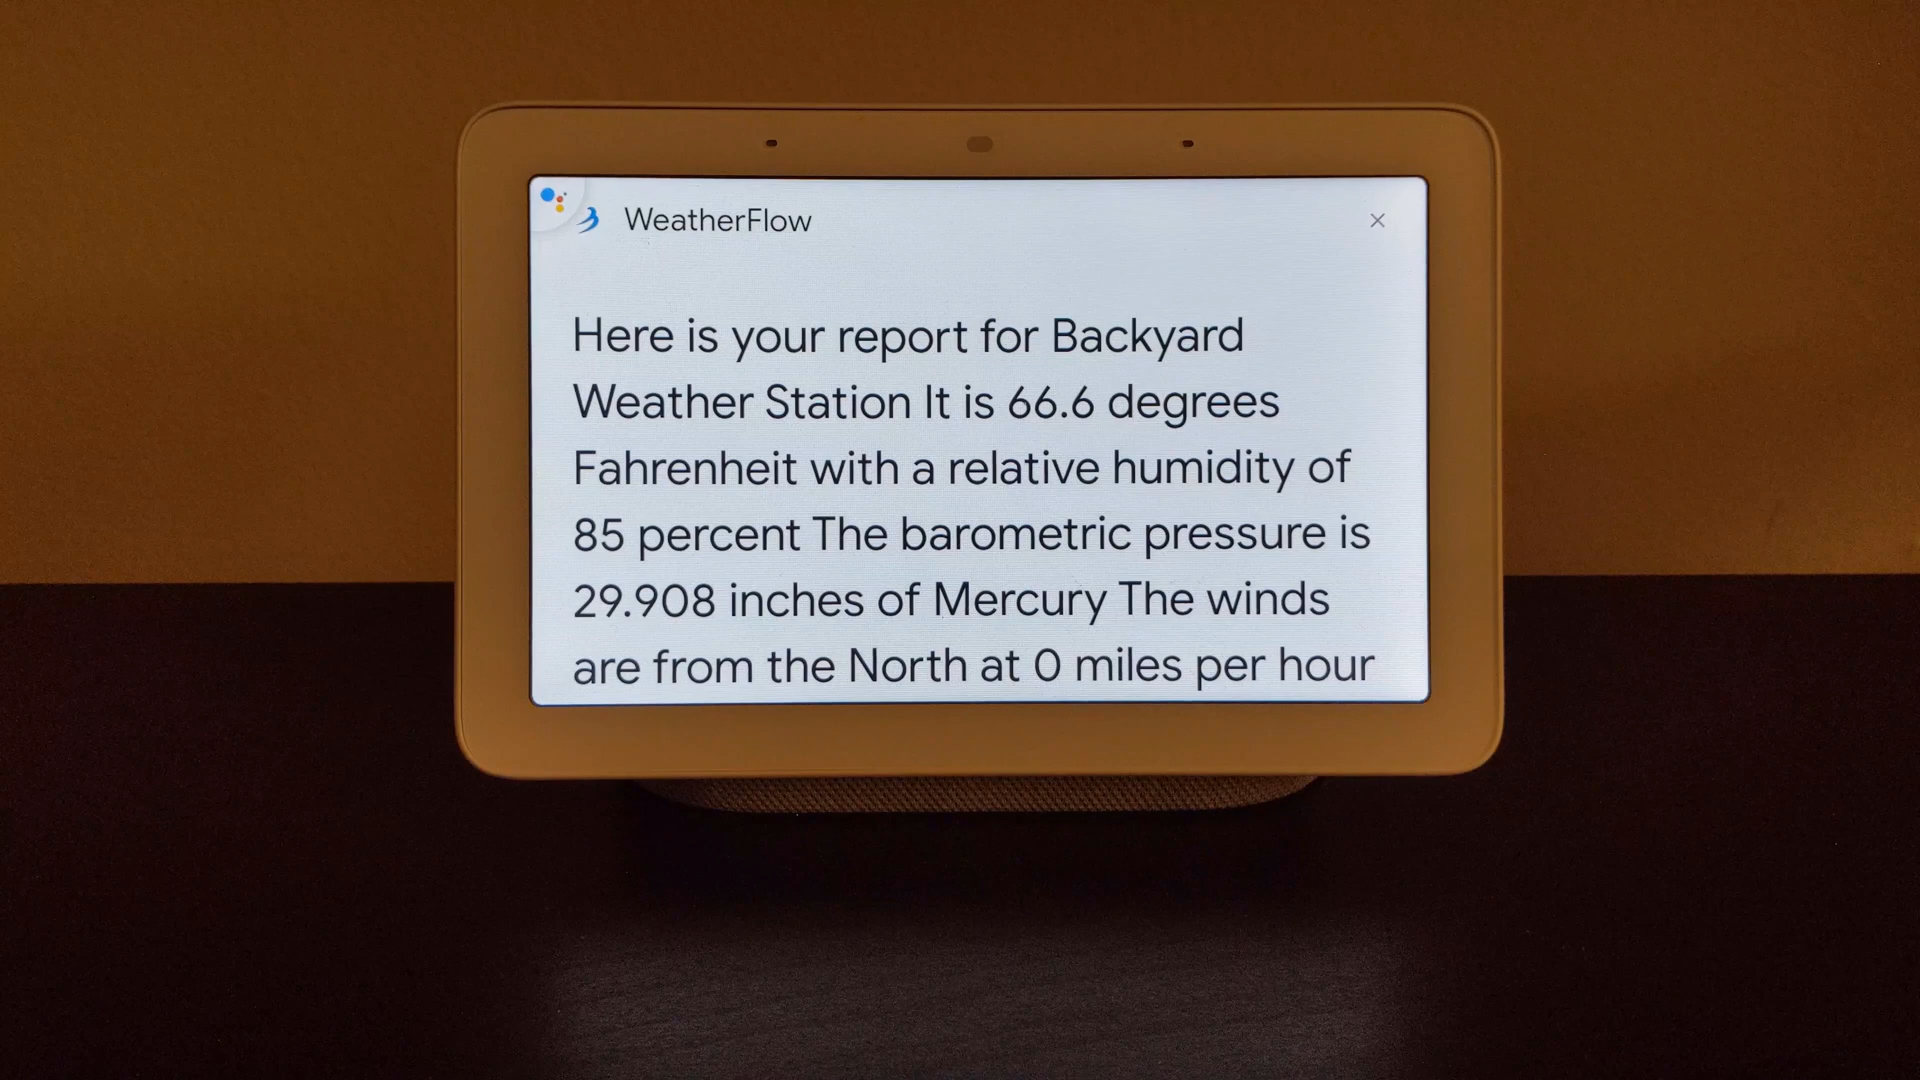 WeatherFlow
Here is your report for Backyard
Weather Station It is 66.6 degrees
Fahrenheit with a relative humidity of
85 percent The barometric pressure is
29.908 inches of Mercury The winds
are from the North at 0 miles per hour